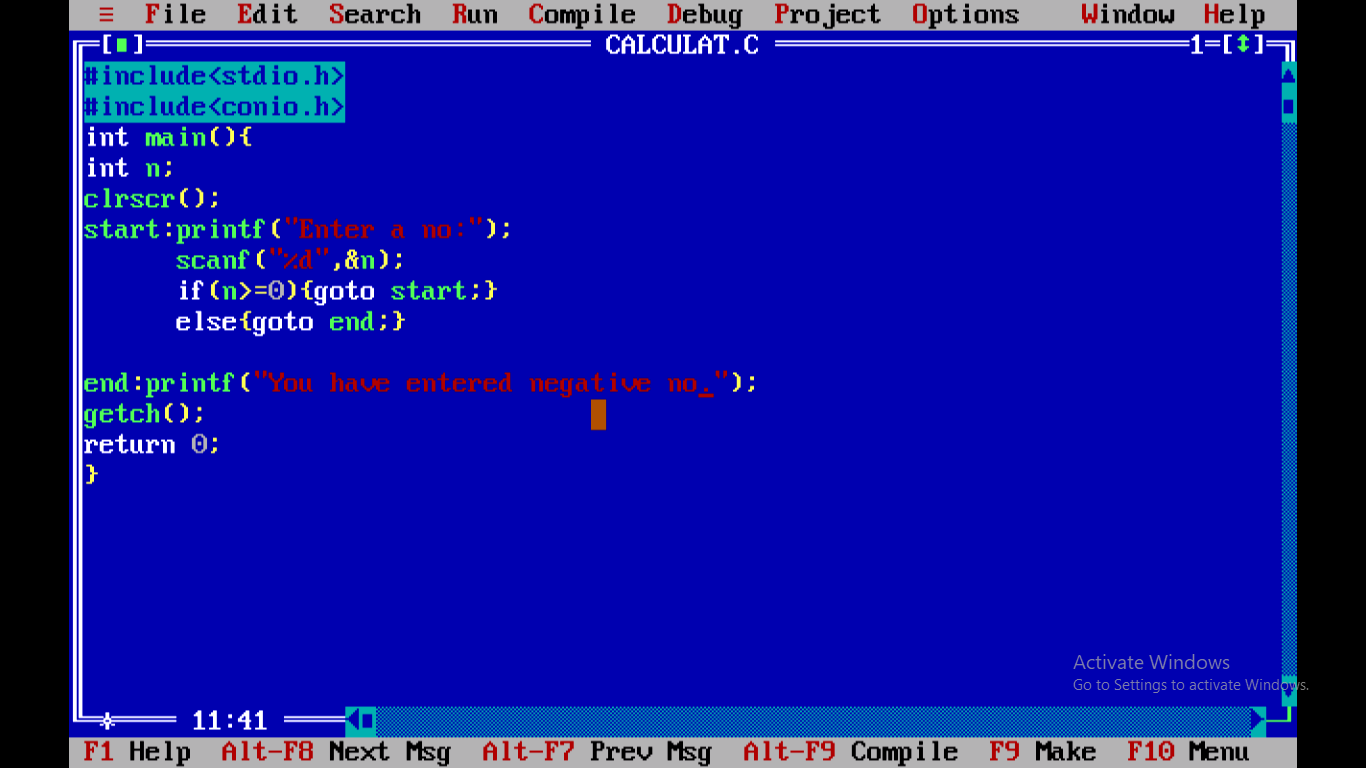 ≡ File Edit Search Run Compile Debug Project Options Window Help
[■] CALCULAT.C 1=[↕]
#include<stdio.h>
#include<conio.h>
int main(){
int n;
clrscr();
start:printf("Enter a no:");
scanf("%d",&n);
if(n>=0){goto start;}
else{goto end;}
end:printf("You have entered negative no.");
getch();
return 0;
}
Activate Windows
Go to Settings to activate Windows.
11:41
F1 Help Alt-F8 Next Msg Alt-F7 Prev Msg Alt-F9 Compile F9 Make F10 Menu